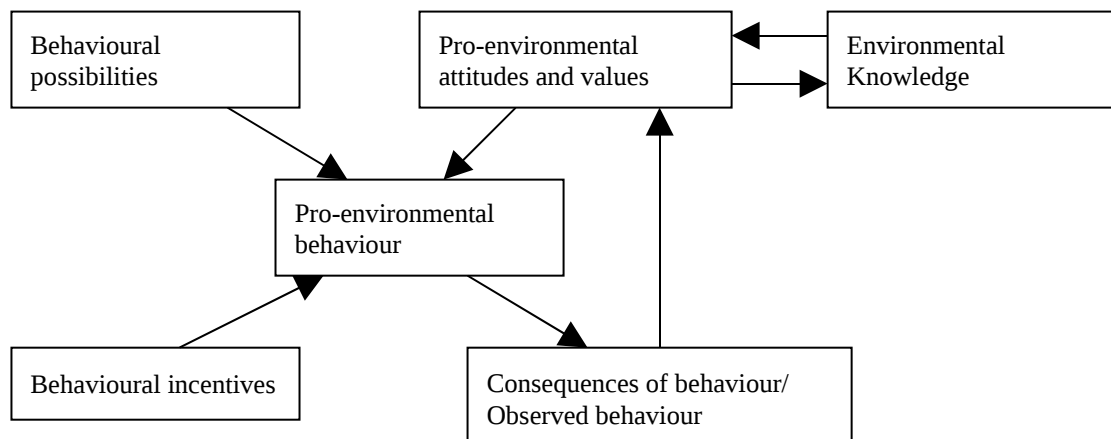 Behavioural
possibilities
Pro-environmental
attitudes and values
Environmental
Knowledge
Pro-environmental
behaviour
Behavioural incentives
Consequences of behaviour/
Observed behaviour